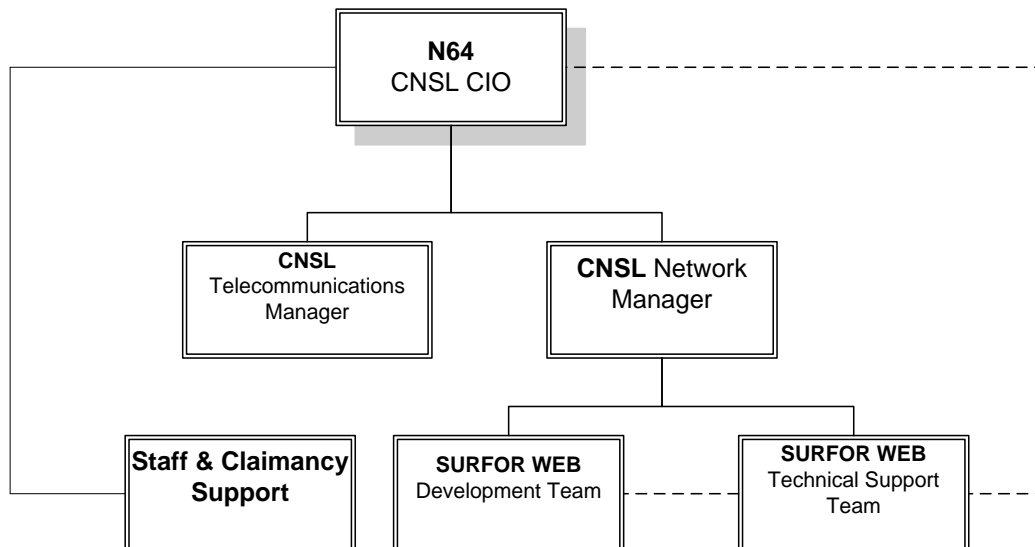 N64
CNSL CIO
CNSL
Telecommunications
Manager
CNSL Network
Manager
Staff & Claimancy
Support
SURFOR WEB
Development Team
SURFOR WEB
Technical Support
Team